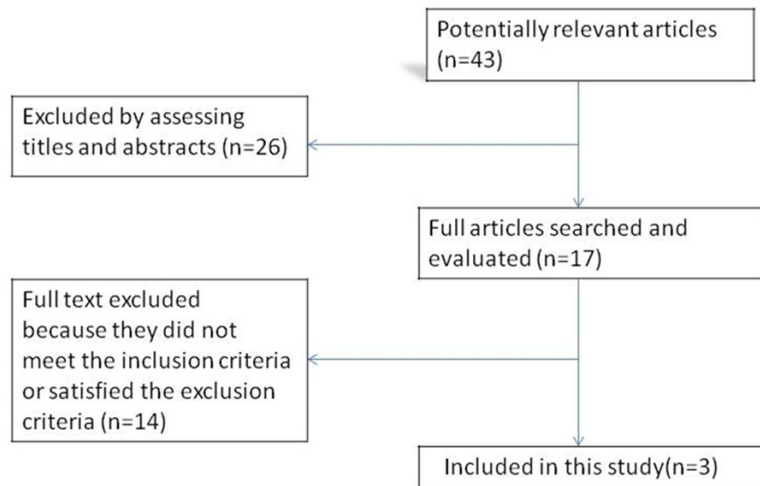 Potentially relevant articles
(n=43)
Excluded by assessing
titles and abstracts (n=26)
Full articles searched and
evaluated (n=17)
Full text excluded
because they did not
meet the inclusion criteria
or satisfied the exclusion
criteria (n=14)
Included in this study(n=3)